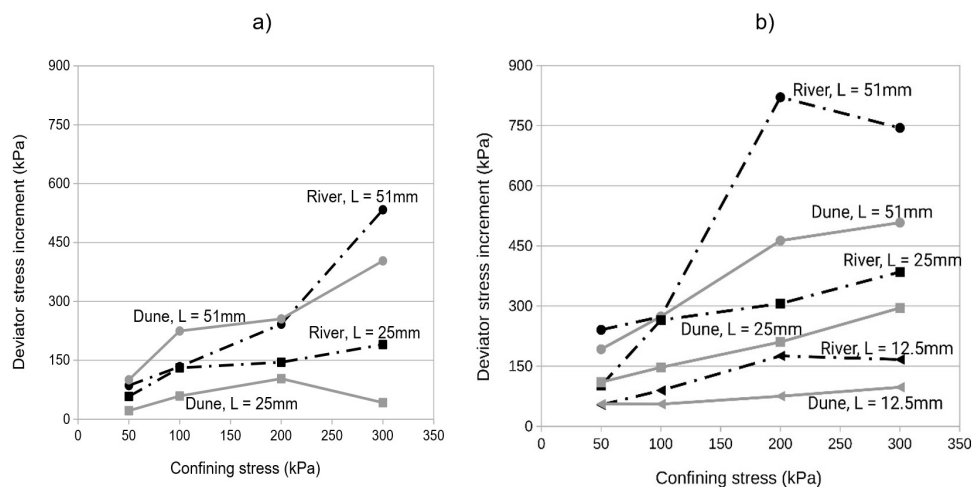 a)
Deviator stress increment (kPa)
900
750
600
450
300
150
0
River, L = 51mm
Dune, L = 51mm
River, L = 25mm
Dune, L = 25mm
0 50 100 150 200 250 300 350
Confining stress (kPa)
b)
Deviator stress increment (kPa)
900
750
600
450
300
150
0
River, L = 51mm
Dune, L = 51mm
River, L = 25mm
Dune, L = 25mm
River, L = 12.5mm
Dune, L = 12.5mm
0 50 100 150 200 250 300 350
Confining stress (kPa)